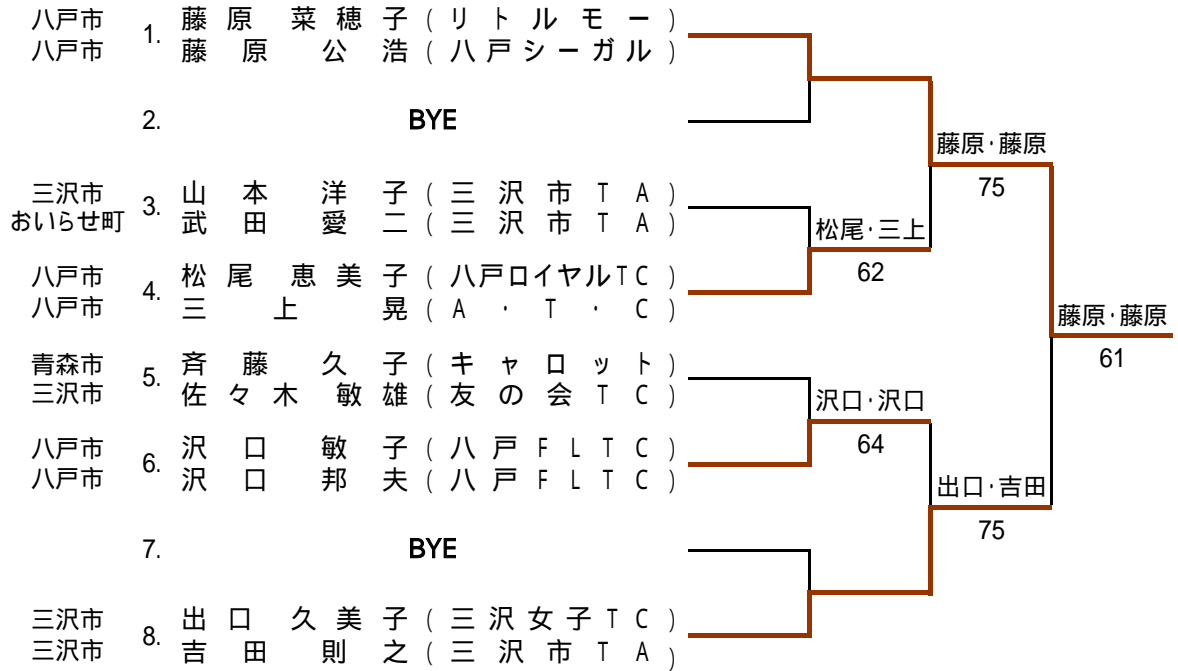 八戸市 1. 藤原 菜穂子 (リトルモー)
八戸市 藤原 公浩 (八戸シーガル)
2. BYE
藤原・藤原
75
三沢市 3. 山本 洋子 (三沢市TA)
おいらせ町 武田 愛二 (三沢市TA)
松尾・三上
62
八戸市 4. 松尾 恵美子 (八戸ロイヤルTC)
八戸市 三上 晃 (A・T・C)
藤原・藤原
61
青森市 5. 斉藤 久子 (キャロット)
三沢市 佐々木 敏雄 (友の会TC)
沢口・沢口
64
八戸市 6. 沢口 敏子 (八戸FLTC)
八戸市 沢口 邦夫 (八戸FLTC)
出口・吉田
75
7. BYE
三沢市 8. 出口 久美子 (三沢女子TC)
三沢市 吉田 則之 (三沢市TA)